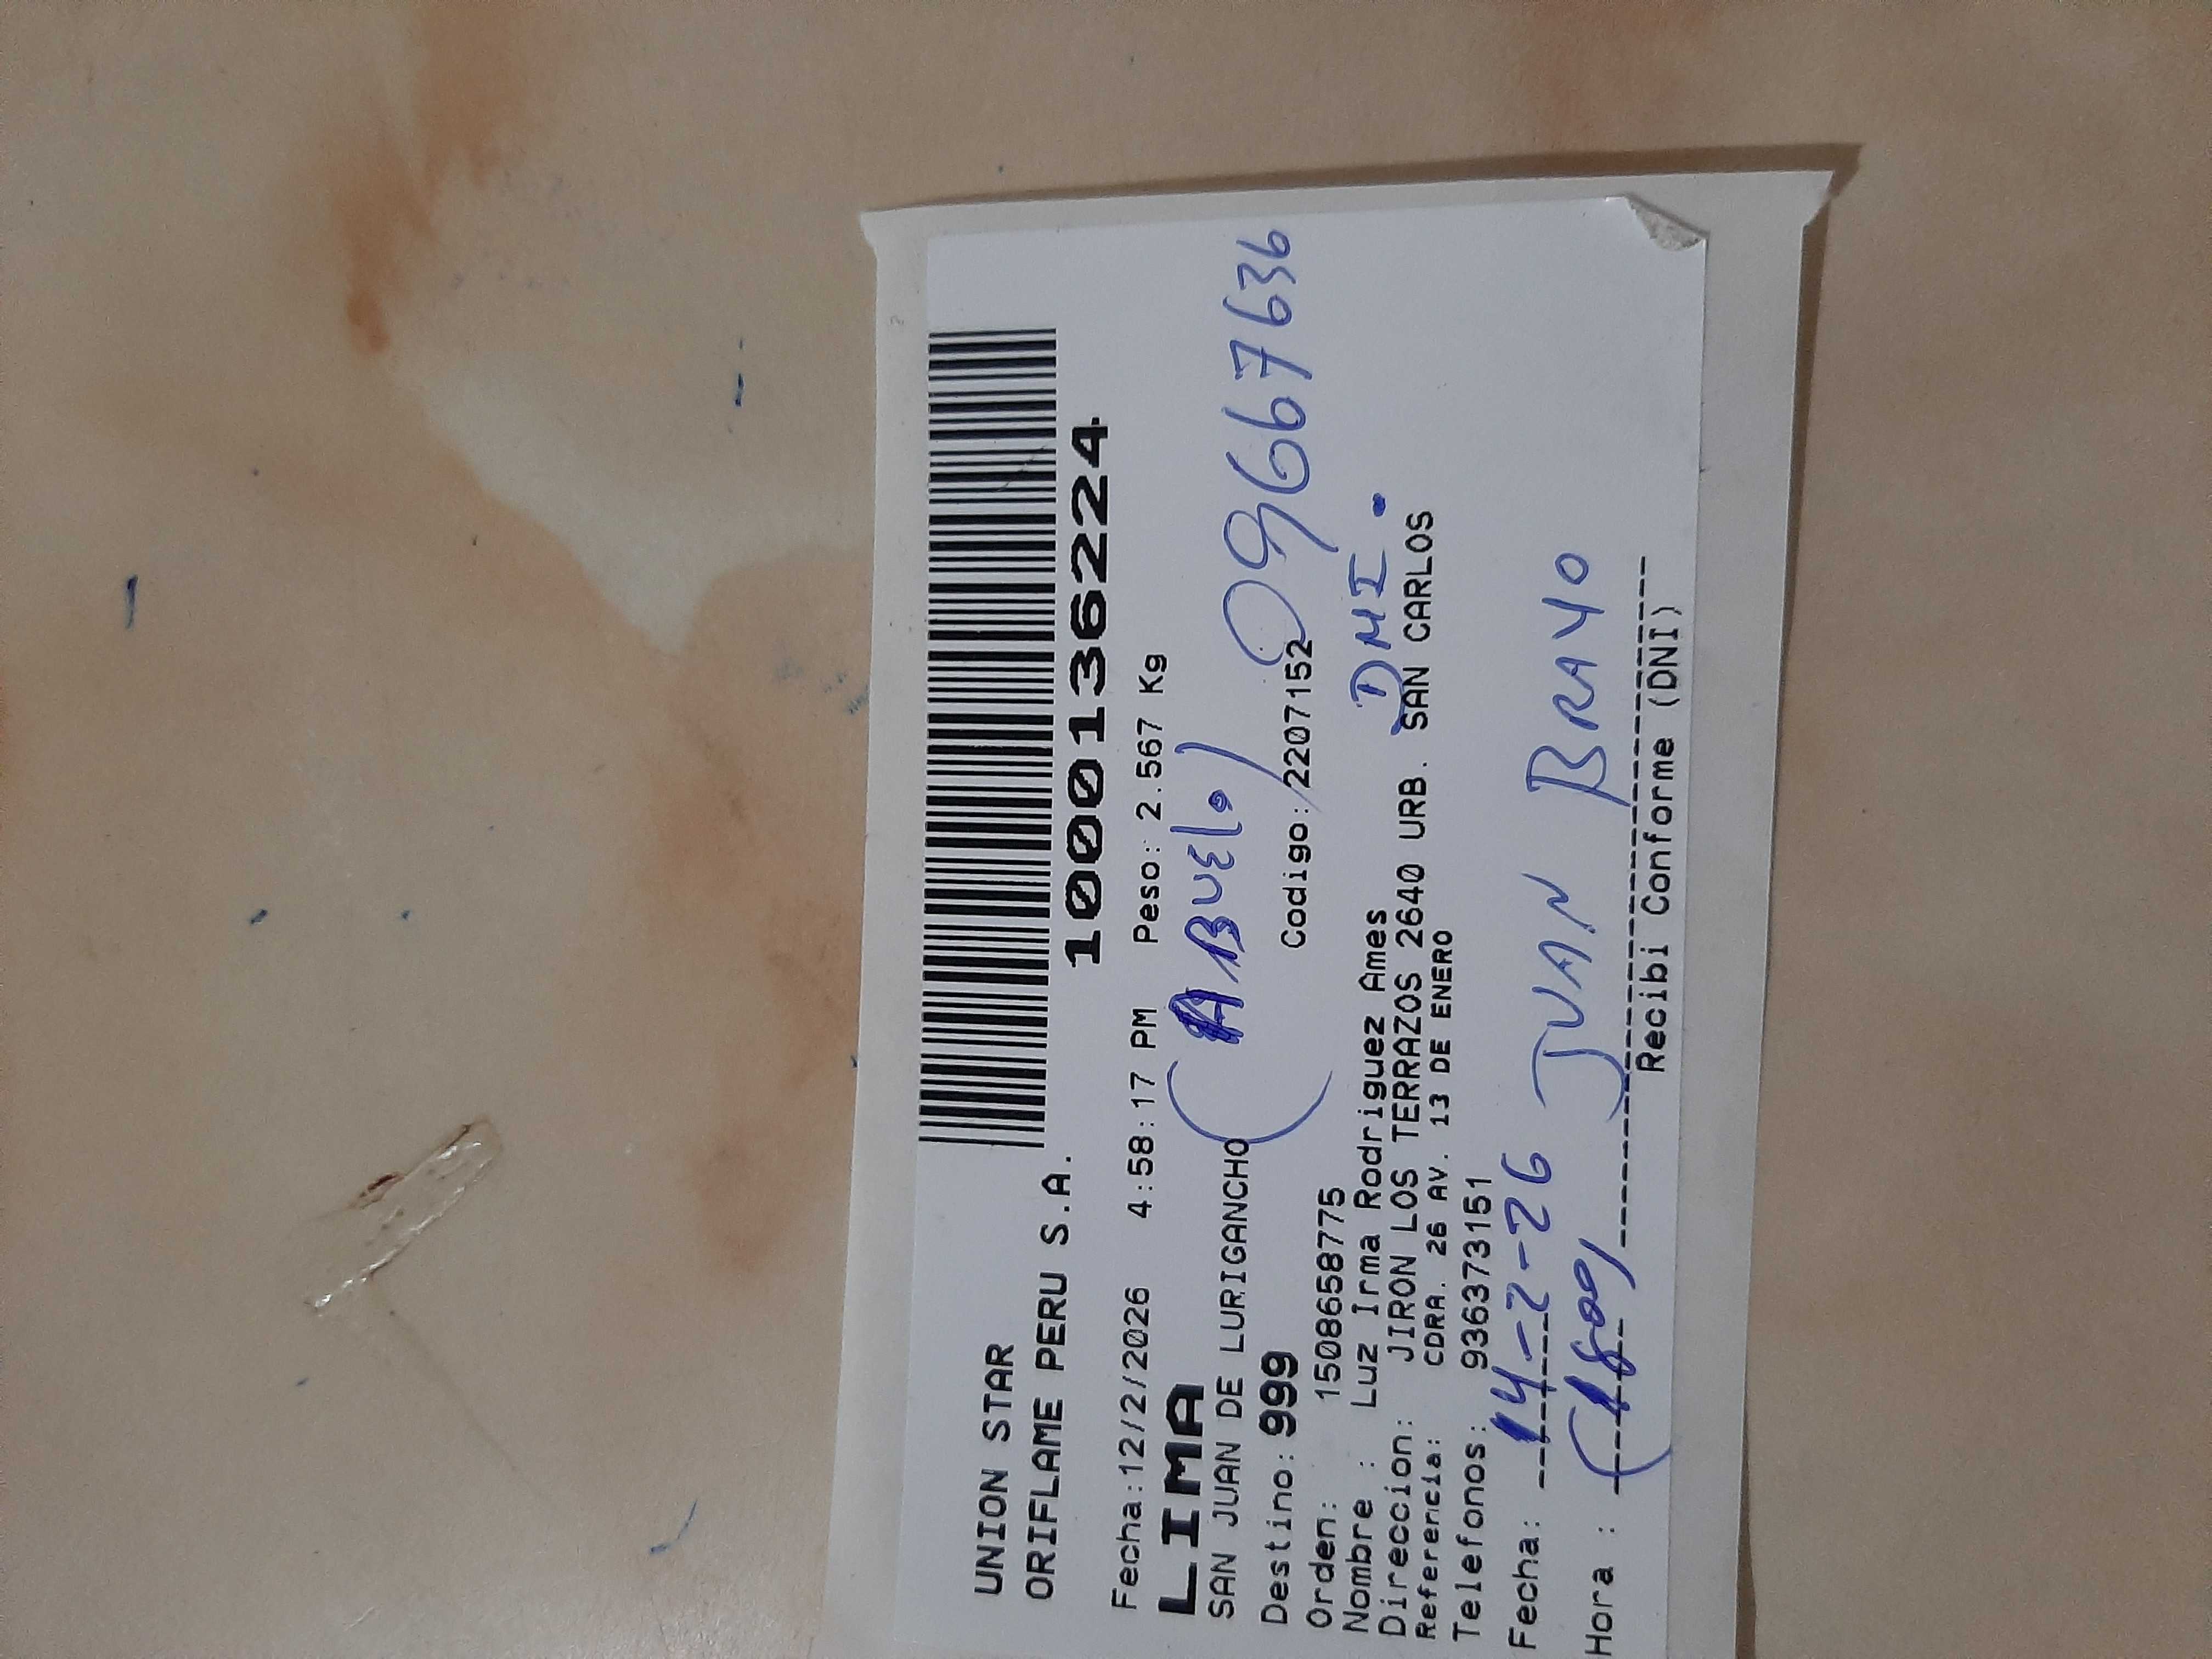 UNION STAR
ORIFLAME PERU S.A.
1000136224
Fecha:12/2/2026 4:58:17 PM Peso: 2.567 Kg
LIMA
SAN JUAN DE LURIGANCHO
(ABUElo)
09667636
Destino: 999 Codigo: 2207152
DNI.
Orden: 1508658775
Nombre : Luz Irma Rodriguez Ames
Direccion: JIRON LOS TERRAZOS 2640 URB. SAN CARLOS
Referencia: CDRA. 26 AV. 13 DE ENERO
Telefonos: 936373151
Fecha: 14-2-26
JUAN BRAVO
Hora :
Recibi Conforme (DNI)